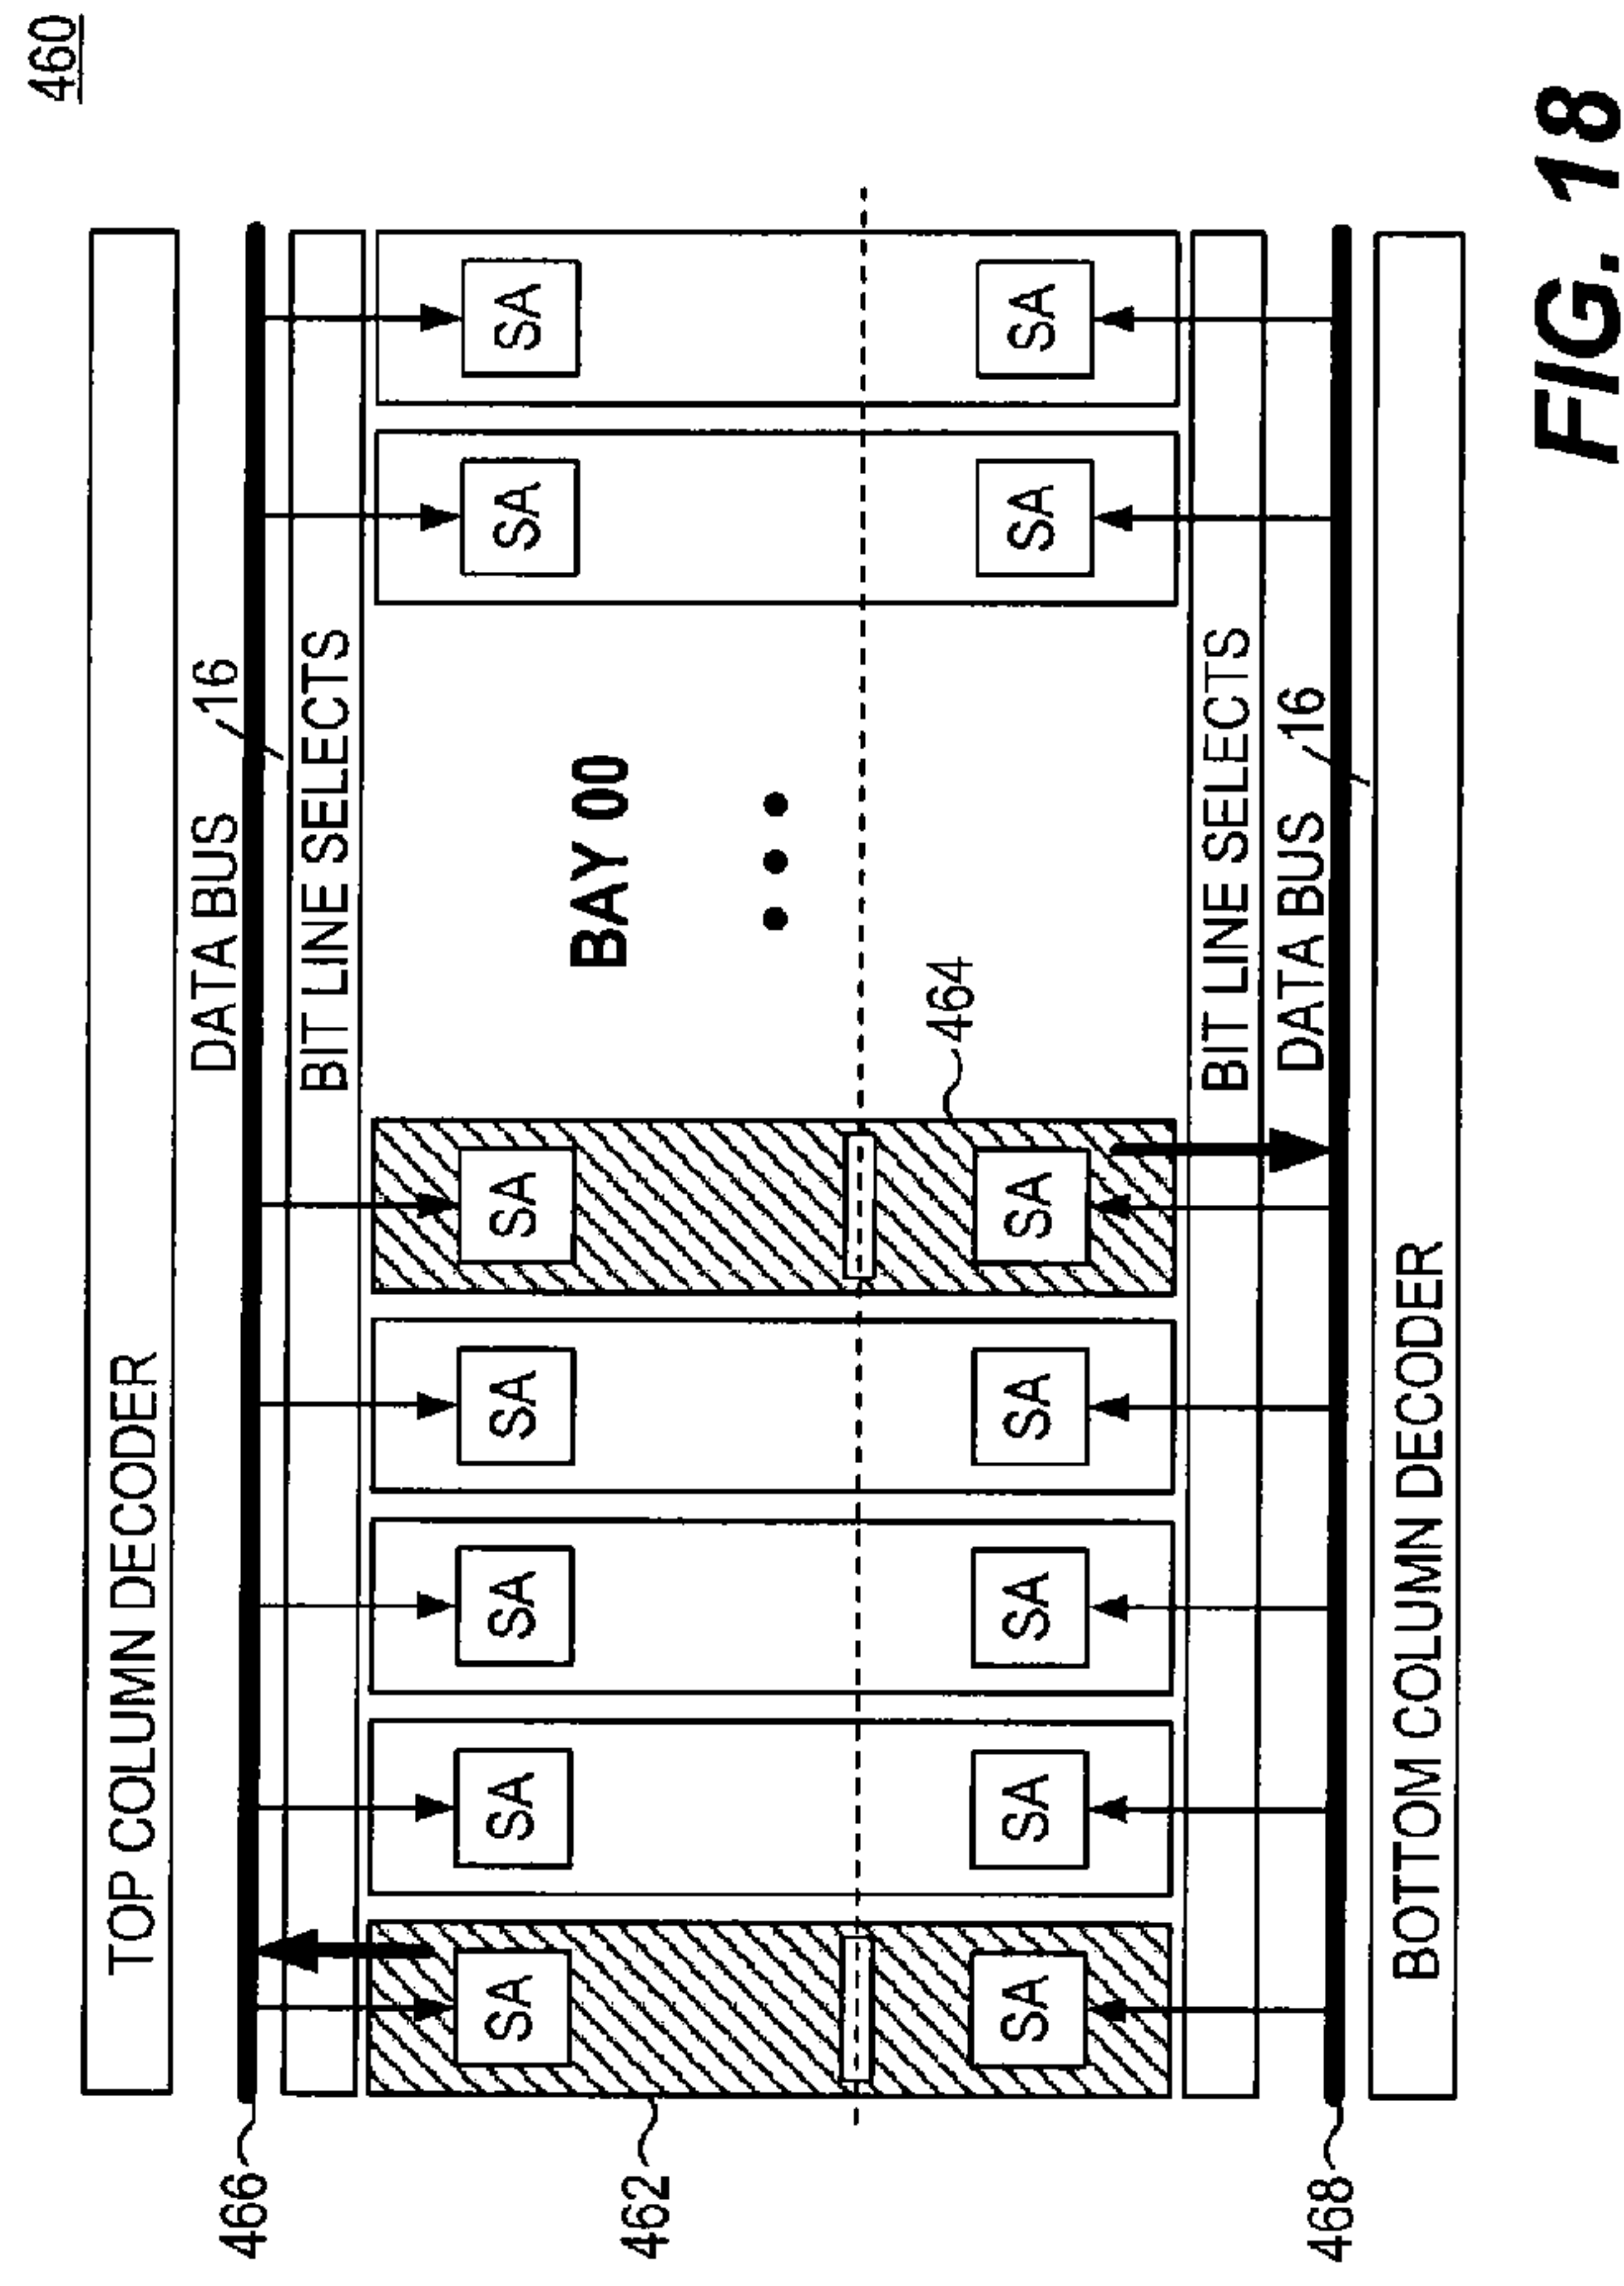 460
TOP COLUMN DECODER
DATA BUS 16
466
BIT LINE SELECTS
SA SA SA SA SA SA SA
BAY 00
462
464
SA SA SA SA SA SA SA
BIT LINE SELECTS
DATA BUS 16
468
BOTTOM COLUMN DECODER
FIG. 18